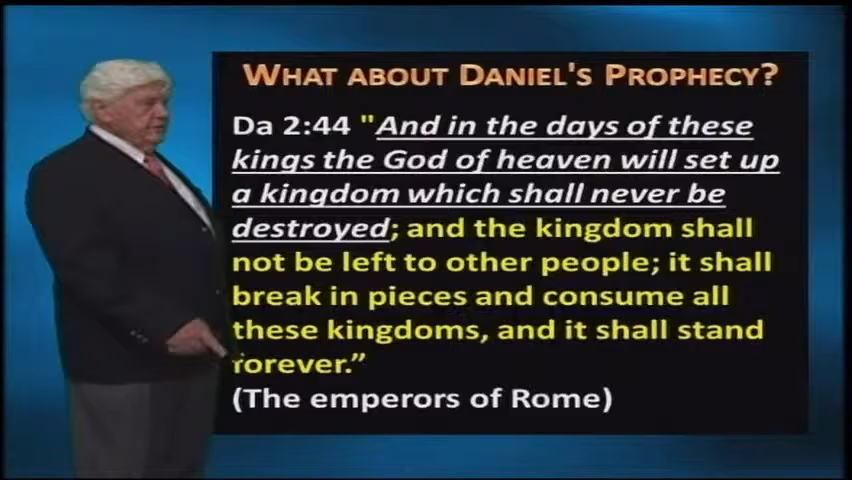 WHAT ABOUT DANIEL'S PROPHECY?
Da 2:44 "And in the days of these
kings the God of heaven will set up
a kingdom which shall never be
destroyed; and the kingdom shall
not be left to other people; it shall
break in pieces and consume all
these kingdoms, and it shall stand
forever.”
(The emperors of Rome)